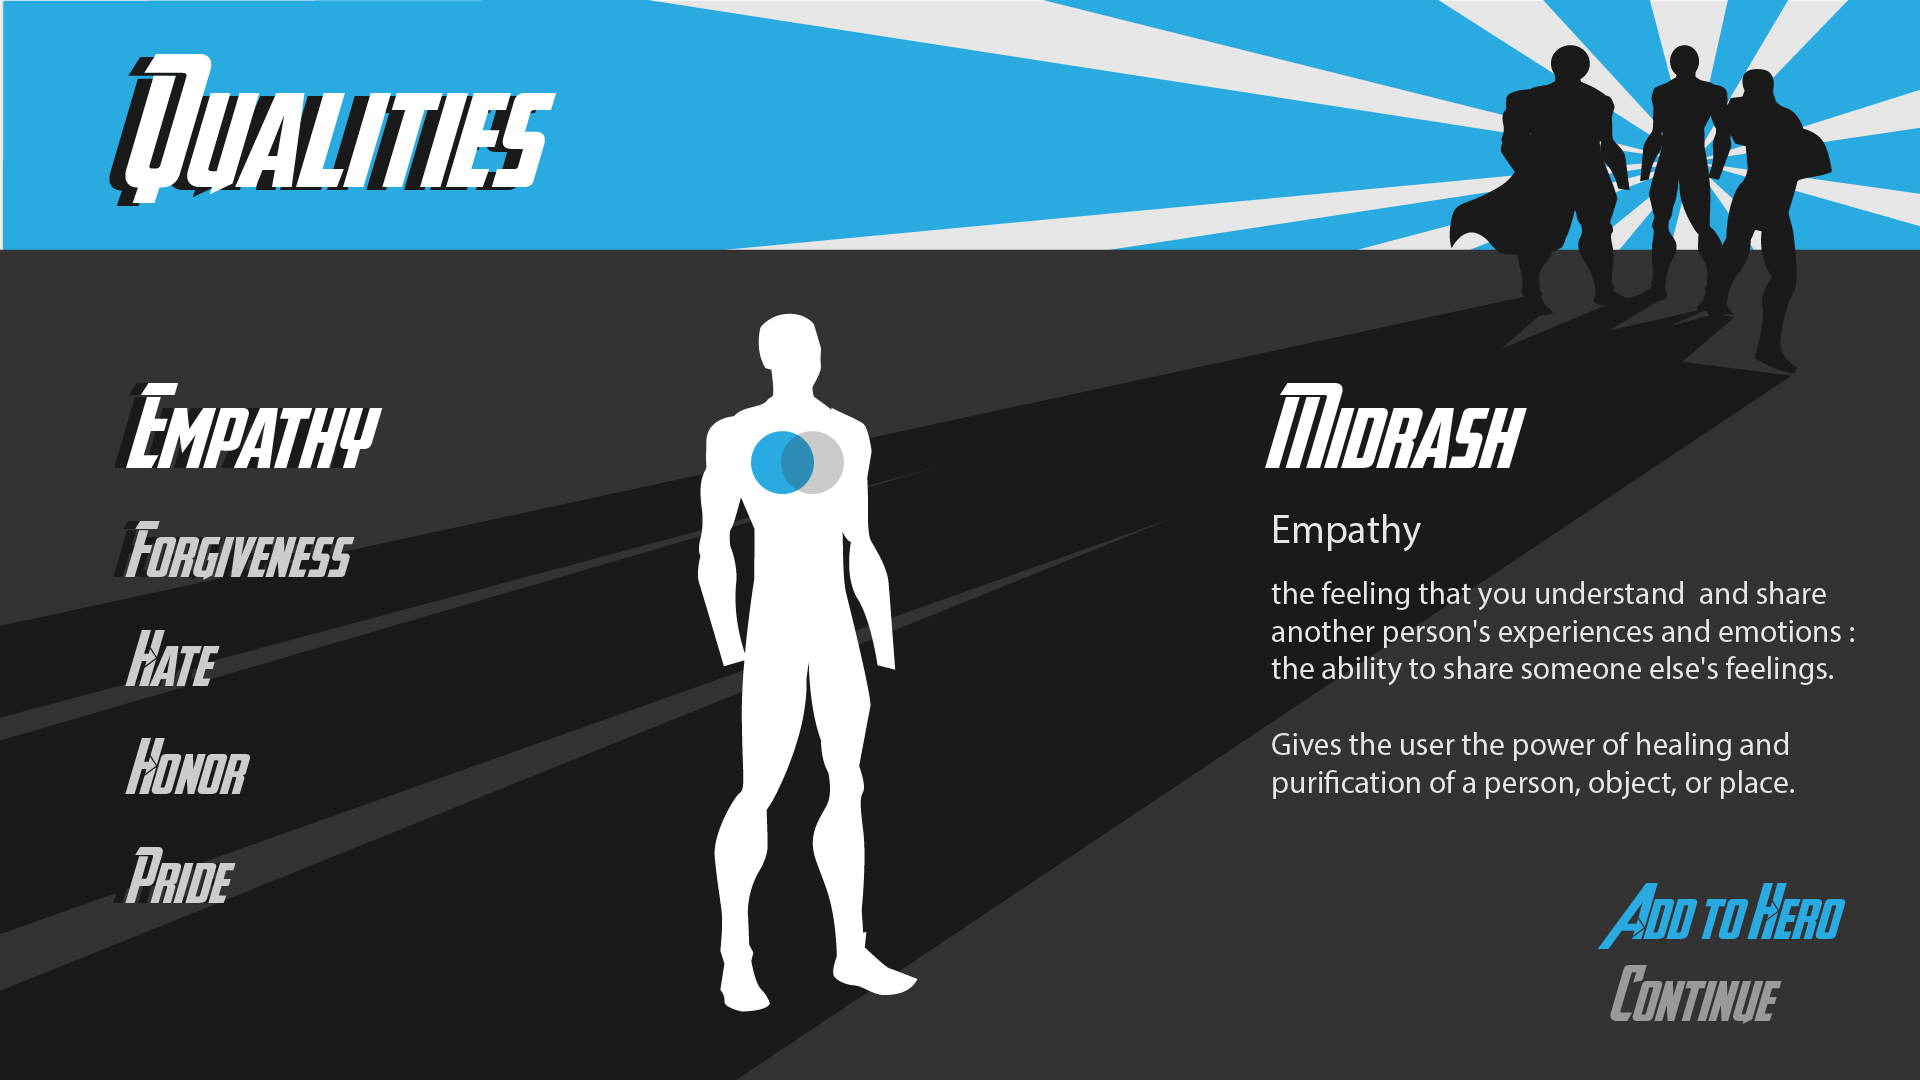 Qualities
Empathy
Forgiveness
Hate
Honor
Pride
Midrash
Empathy
the feeling that you understand  and share
another person's experiences and emotions :
the ability to share someone else's feelings.
Gives the user the power of healing and
purification of a person, object, or place.
Add to Hero
Continue